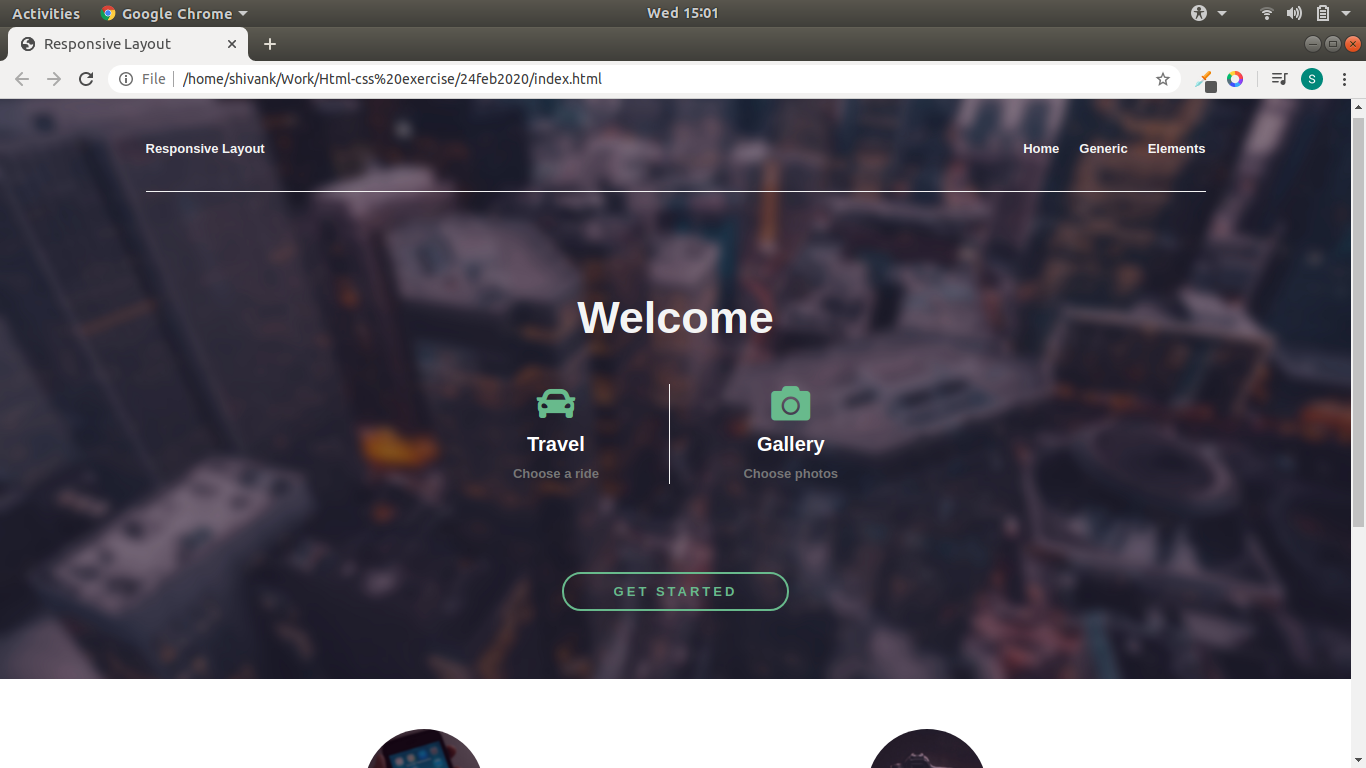 Activities Google Chrome Wed 15:01
Responsive Layout
File /home/shivank/Work/Html-css%20exercise/24feb2020/index.html S
Responsive Layout Home Generic Elements
Welcome
Travel Gallery
Choose a ride Choose photos
GET STARTED